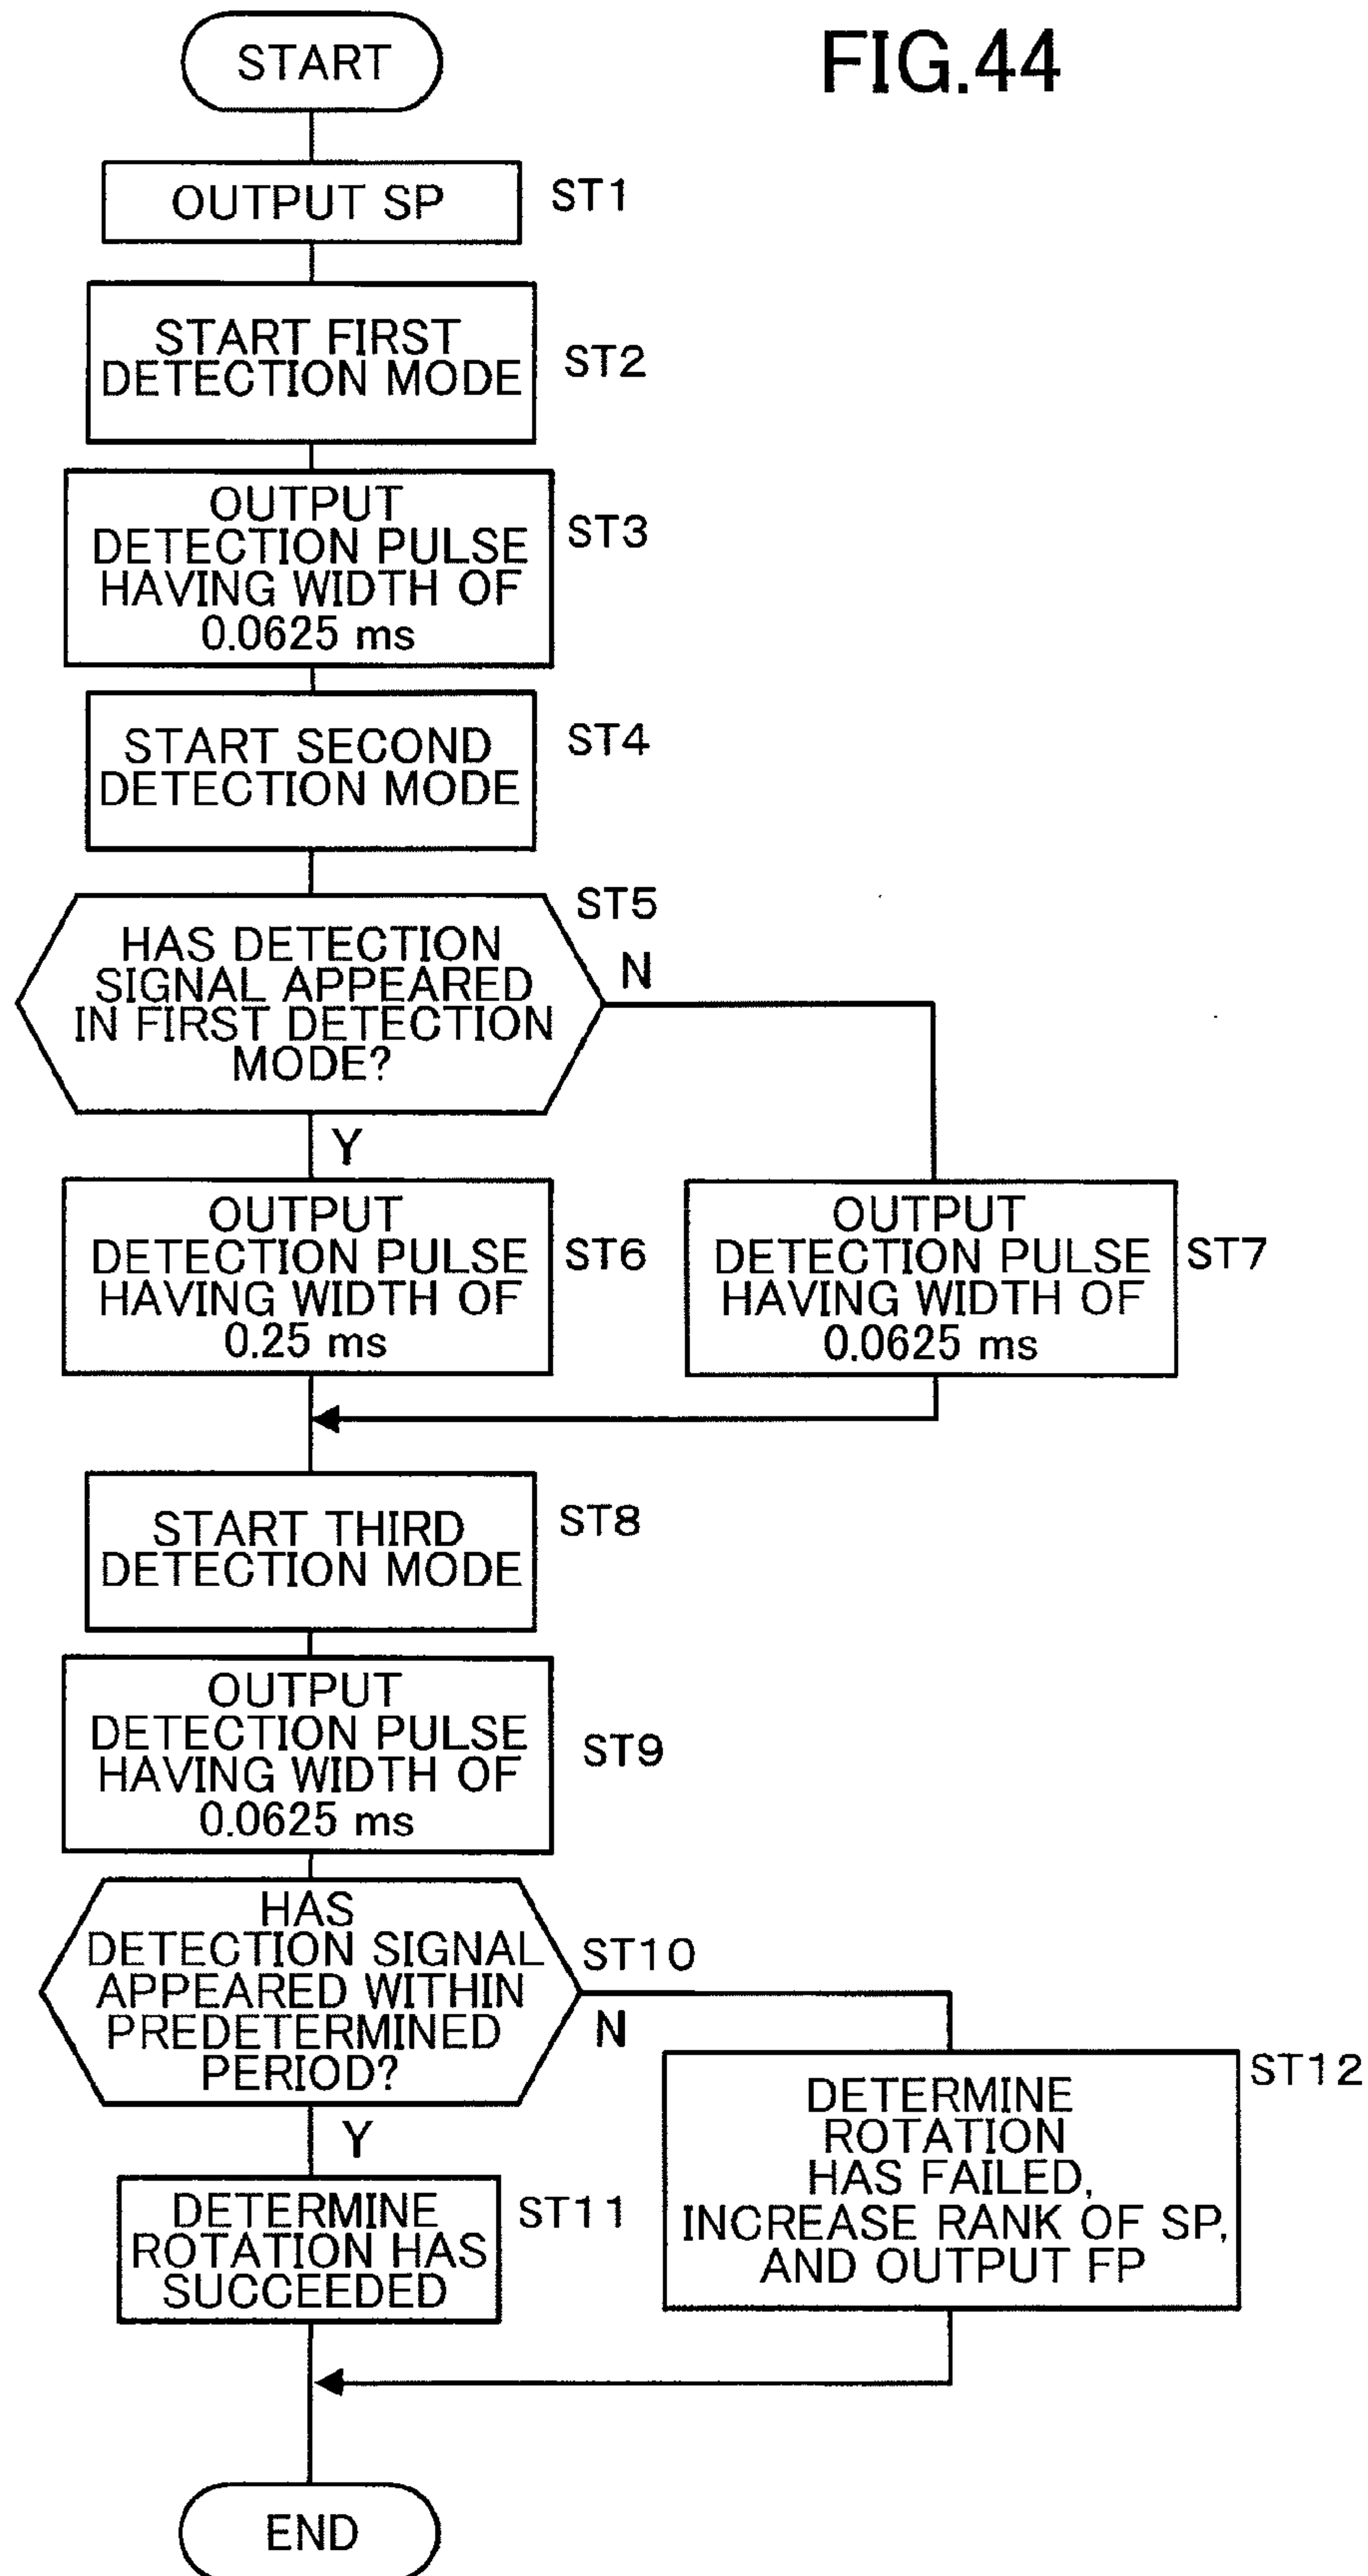 FIG.44
START
OUTPUT SP
ST1
START FIRST
DETECTION MODE
ST2
OUTPUT
DETECTION PULSE
HAVING WIDTH OF
0.0625 ms
ST3
START SECOND
DETECTION MODE
ST4
HAS DETECTION
SIGNAL APPEARED
IN FIRST DETECTION
MODE?
ST5
N
Y
OUTPUT
DETECTION PULSE
HAVING WIDTH OF
0.25 ms
ST6
OUTPUT
DETECTION PULSE
HAVING WIDTH OF
0.0625 ms
ST7
START THIRD
DETECTION MODE
ST8
OUTPUT
DETECTION PULSE
HAVING WIDTH OF
0.0625 ms
ST9
HAS
DETECTION SIGNAL
APPEARED WITHIN
PREDETERMINED
PERIOD?
ST10
N
Y
DETERMINE
ROTATION HAS
SUCCEEDED
ST11
DETERMINE
ROTATION
HAS FAILED,
INCREASE RANK OF SP,
AND OUTPUT FP
ST12
END